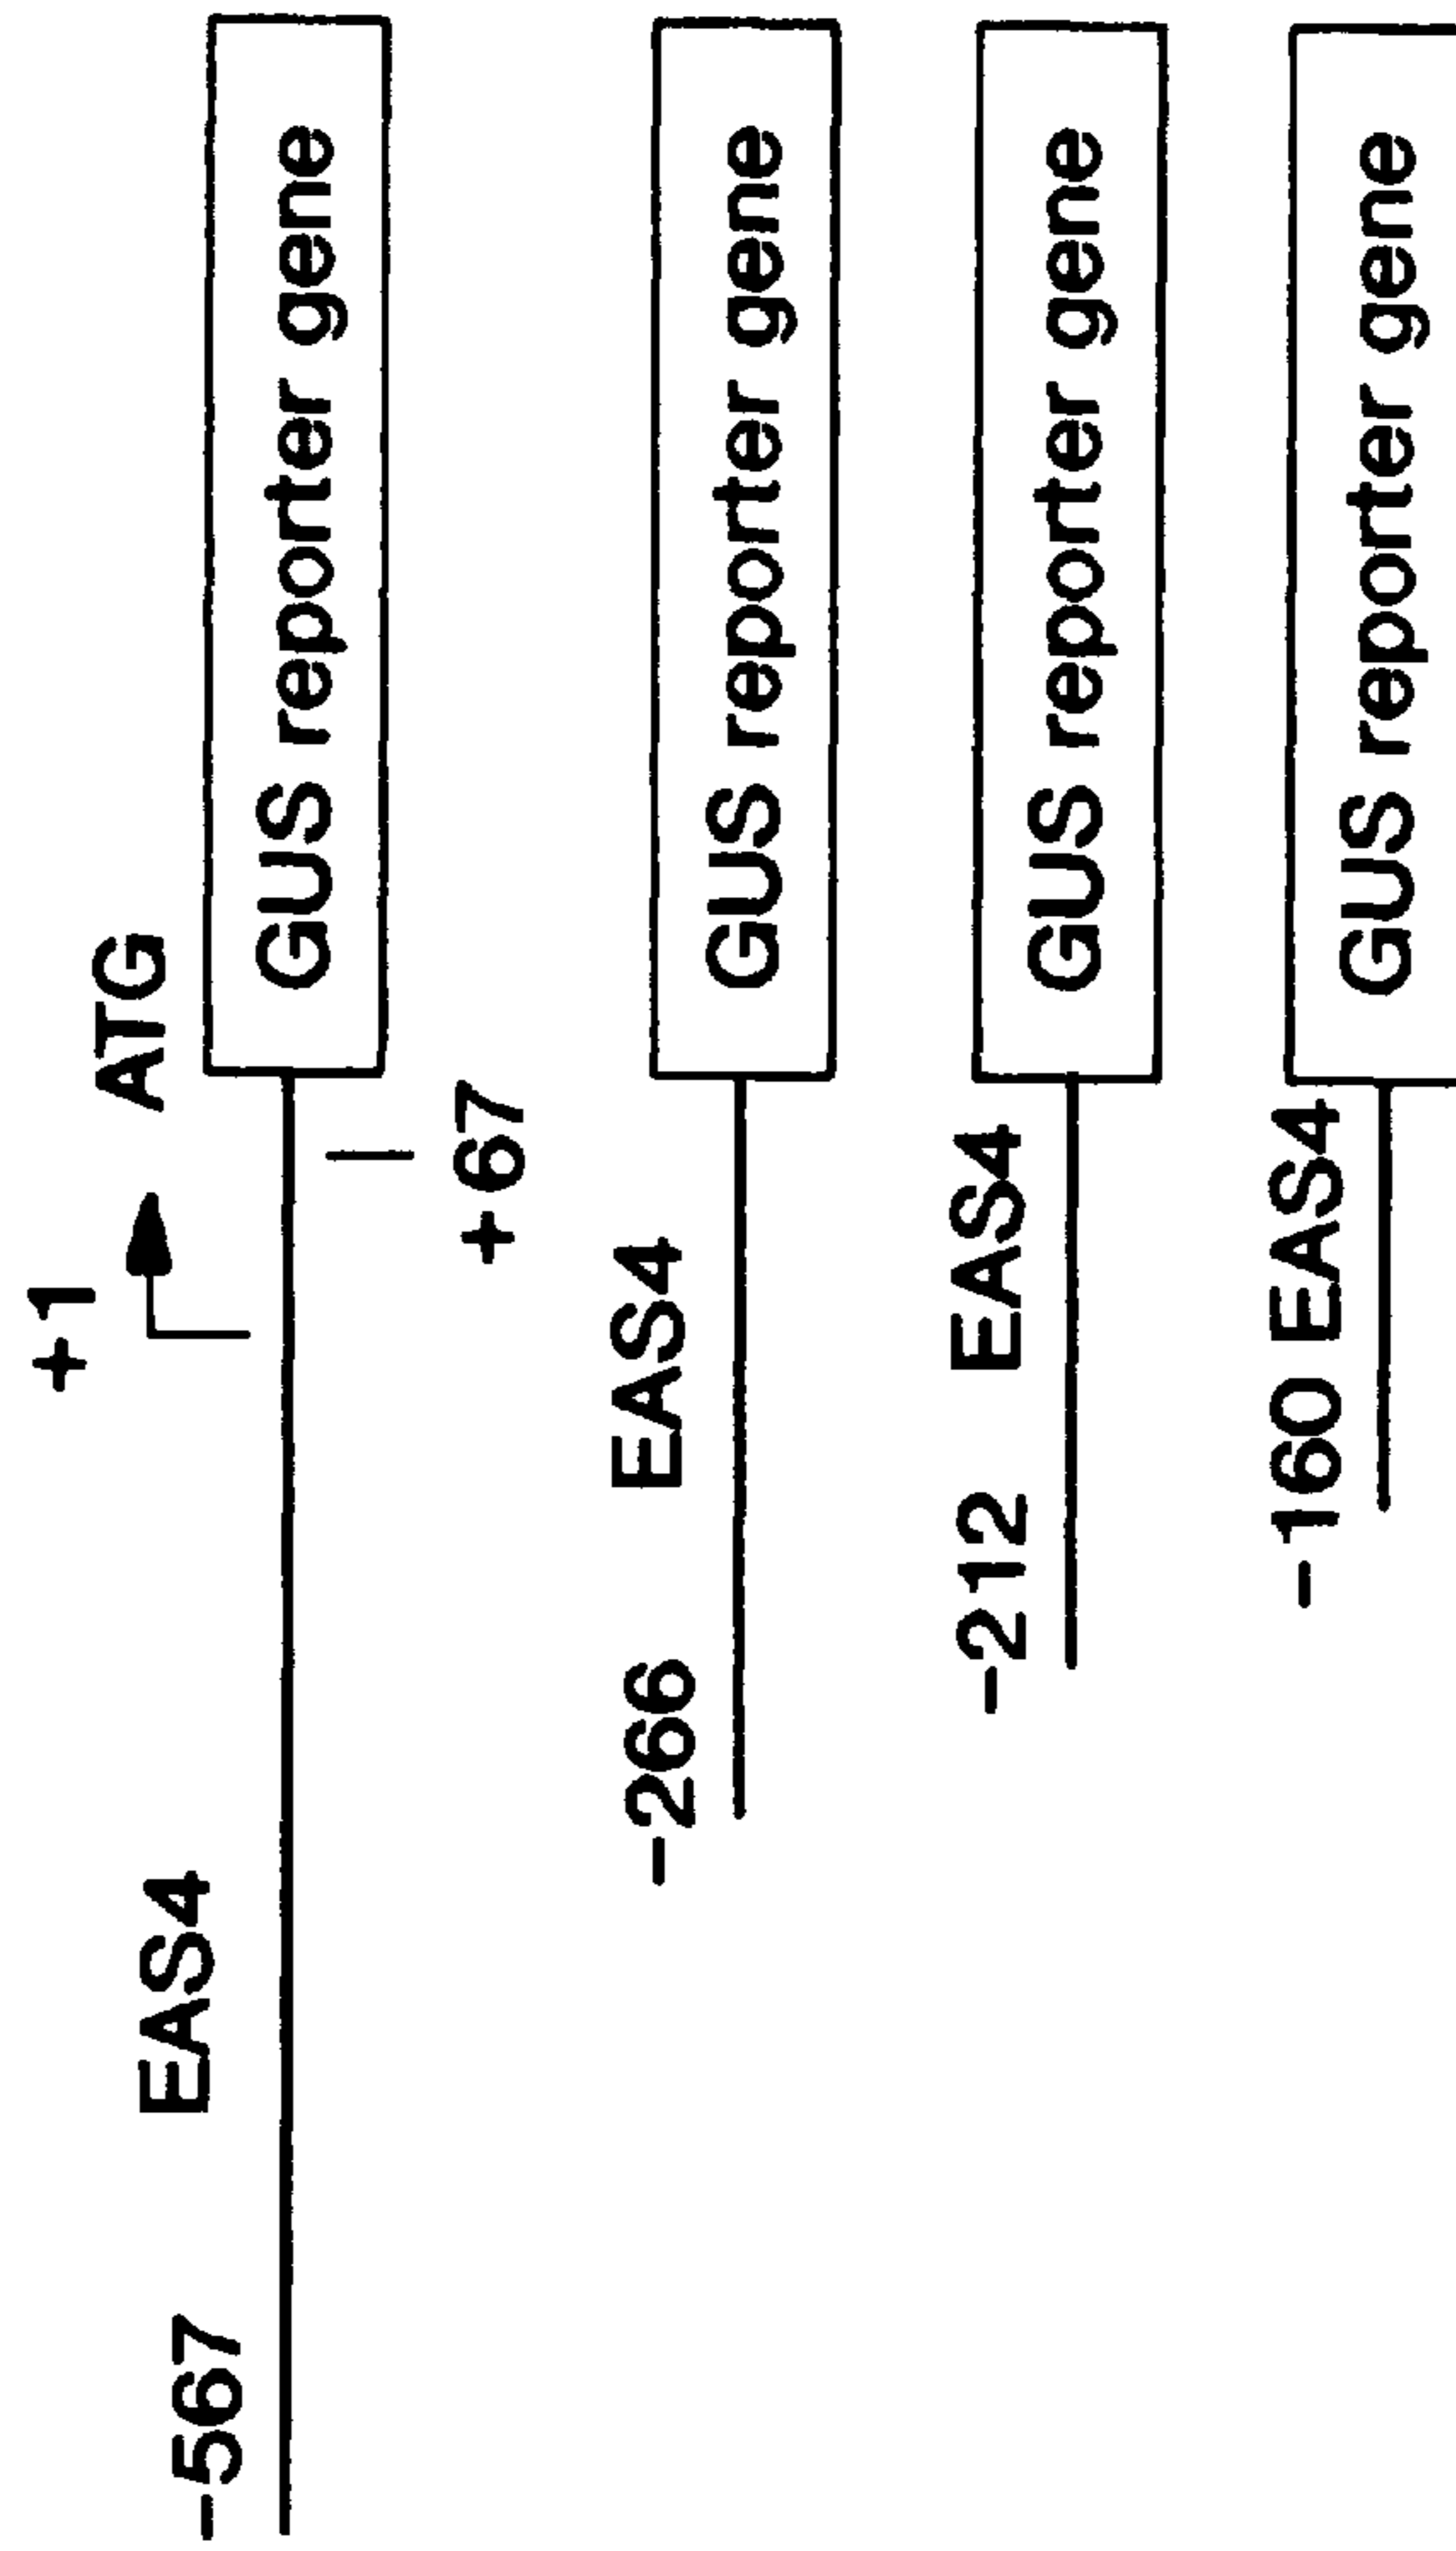 +1
ATG
-567
EAS4
GUS reporter gene
+67
-266
EAS4
GUS reporter gene
-212
EAS4
GUS reporter gene
-160 EAS4
GUS reporter gene